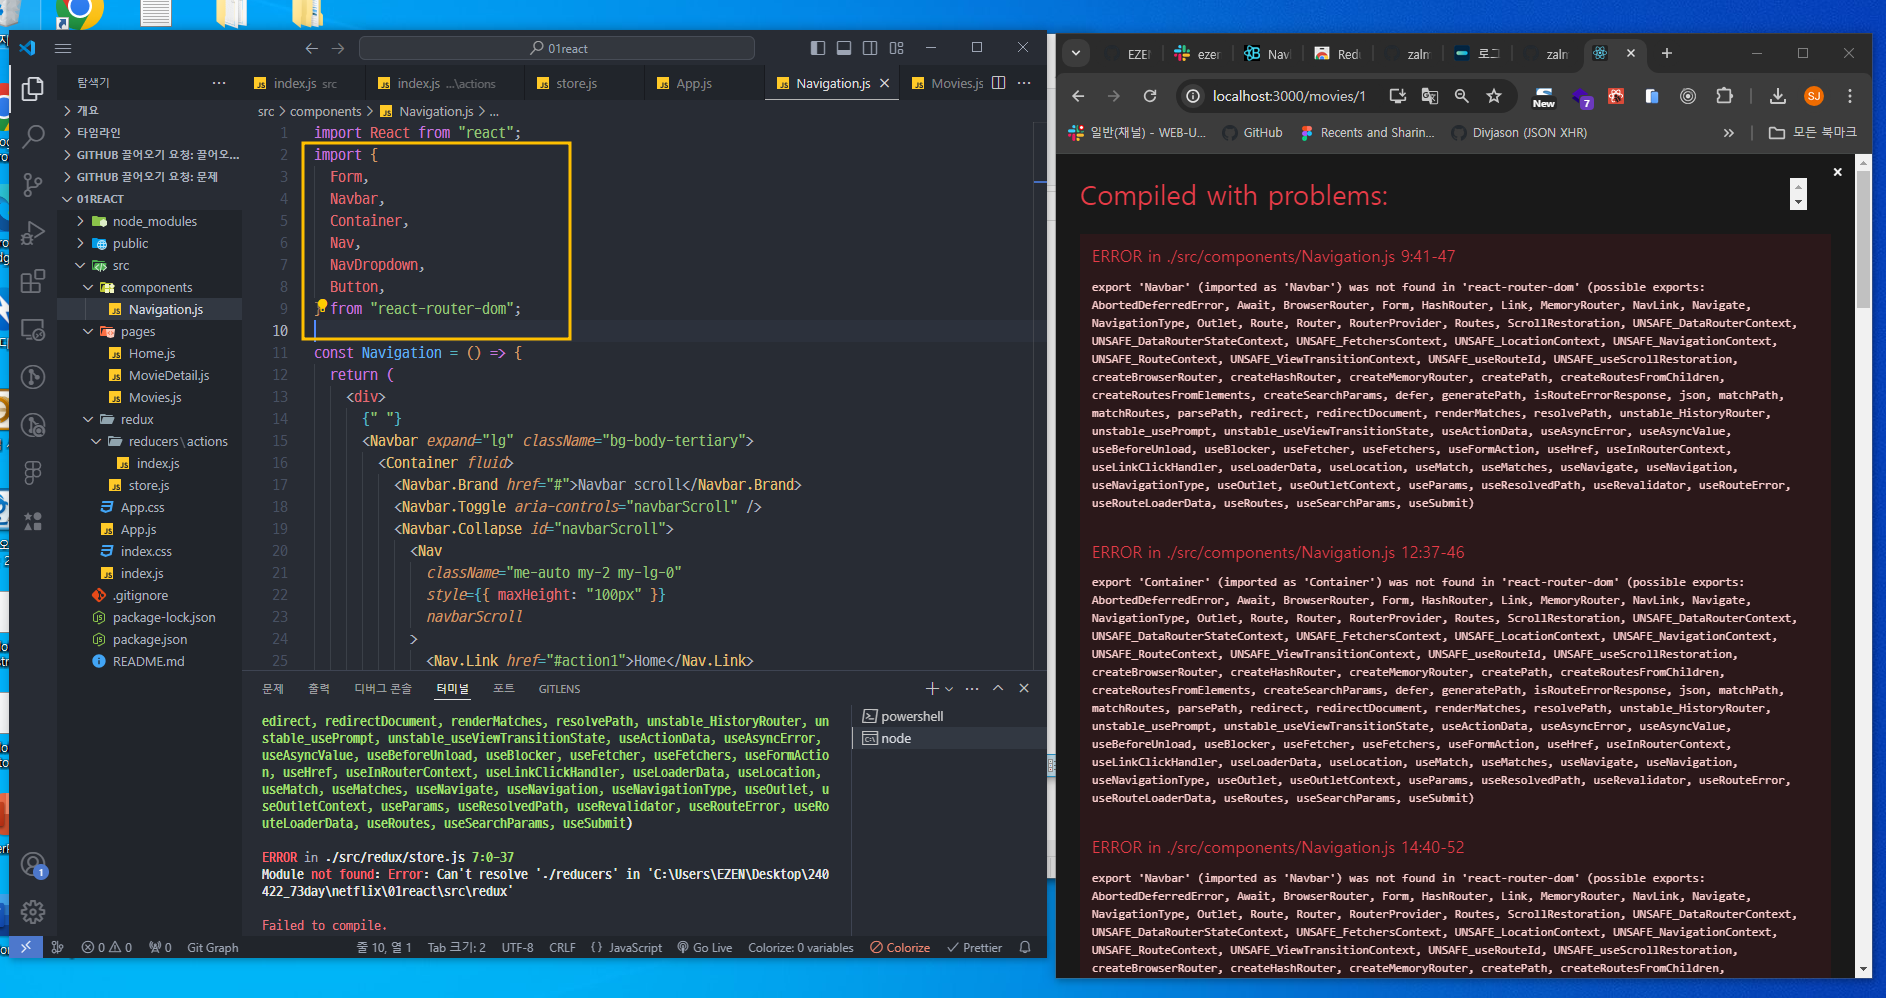 01react
탐색기
index.js src
index.js ...\actions
store.js
App.js
Navigation.js
Movies.js
개요
타임라인
GITHUB 끌어오기 요청: 끌어오...
GITHUB 끌어오기 요청: 문제
01REACT
node_modules
public
src
components
Navigation.js
pages
Home.js
MovieDetail.js
Movies.js
redux
reducers\actions
index.js
store.js
App.css
App.js
index.css
index.js
.gitignore
package-lock.json
package.json
README.md
src > components > Navigation.js > ...
1 import React from "react";
2 import {
3 Form,
4 Navbar,
5 Container,
6 Nav,
7 NavDropdown,
8 Button,
9 } from "react-router-dom";
10
11 const Navigation = () => {
12 return (
13 <div>
14 {" "}
15 <Navbar expand="lg" className="bg-body-tertiary">
16 <Container fluid>
17 <Navbar.Brand href="#">Navbar scroll</Navbar.Brand>
18 <Navbar.Toggle aria-controls="navbarScroll" />
19 <Navbar.Collapse id="navbarScroll">
20 <Nav
21 className="me-auto my-2 my-lg-0"
22 style={{ maxHeight: "100px" }}
23 navbarScroll
24 >
25 <Nav.Link href="#action1">Home</Nav.Link>
문제 출력 디버그 콘솔 터미널 포트 GITLENS
powershell
node
edirect, redirectDocument, renderMatches, resolvePath, unstable_HistoryRouter, un
stable_usePrompt, unstable_useViewTransitionState, useActionData, useAsyncError,
useAsyncValue, useBeforeUnload, useBlocker, useFetcher, useFetchers, useFormActio
n, useHref, useInRouterContext, useLinkClickHandler, useLoaderData, useLocation,
useMatch, useMatches, useNavigate, useNavigation, useNavigationType, useOutlet, u
seOutletContext, useParams, useResolvedPath, useRevalidator, useRouteError, useRo
uteLoaderData, useRoutes, useSearchParams, useSubmit)
ERROR in ./src/redux/store.js 7:0-37
Module not found: Error: Can't resolve './reducers' in 'C:\Users\EZEN\Desktop\240
422_73day\netflix\01react\src\redux'
Failed to compile.
1
0 0 0 Git Graph 줄 10, 열 1 Tab 크기: 2 UTF-8 CRLF {} JavaScript Go Live Colorize: 0 variables Colorize Prettier
EZE ezer Nav Red zalm 로그 zalm
localhost:3000/movies/1 New 7 SJ
일반(채널) - WEB-U... GitHub Recents and Sharin... Divjason (JSON XHR) » 모든 북마크
Compiled with problems:
ERROR in ./src/components/Navigation.js 9:41-47
export 'Navbar' (imported as 'Navbar') was not found in 'react-router-dom' (possible exports:
AbortedDeferredError, Await, BrowserRouter, Form, HashRouter, Link, MemoryRouter, NavLink, Navigate,
NavigationType, Outlet, Route, Router, RouterProvider, Routes, ScrollRestoration, UNSAFE_DataRouterContext,
UNSAFE_DataRouterStateContext, UNSAFE_FetchersContext, UNSAFE_LocationContext, UNSAFE_NavigationContext,
UNSAFE_RouteContext, UNSAFE_ViewTransitionContext, UNSAFE_useRouteId, UNSAFE_useScrollRestoration,
createBrowserRouter, createHashRouter, createMemoryRouter, createPath, createRoutesFromChildren,
createRoutesFromElements, createSearchParams, defer, generatePath, isRouteErrorResponse, json, matchPath,
matchRoutes, parsePath, redirect, redirectDocument, renderMatches, resolvePath, unstable_HistoryRouter,
unstable_usePrompt, unstable_useViewTransitionState, useActionData, useAsyncError, useAsyncValue,
useBeforeUnload, useBlocker, useFetcher, useFetchers, useFormAction, useHref, useInRouterContext,
useLinkClickHandler, useLoaderData, useLocation, useMatch, useMatches, useNavigate, useNavigation,
useNavigationType, useOutlet, useOutletContext, useParams, useResolvedPath, useRevalidator, useRouteError,
useRouteLoaderData, useRoutes, useSearchParams, useSubmit)
ERROR in ./src/components/Navigation.js 12:37-46
export 'Container' (imported as 'Container') was not found in 'react-router-dom' (possible exports:
AbortedDeferredError, Await, BrowserRouter, Form, HashRouter, Link, MemoryRouter, NavLink, Navigate,
NavigationType, Outlet, Route, Router, RouterProvider, Routes, ScrollRestoration, UNSAFE_DataRouterContext,
UNSAFE_DataRouterStateContext, UNSAFE_FetchersContext, UNSAFE_LocationContext, UNSAFE_NavigationContext,
UNSAFE_RouteContext, UNSAFE_ViewTransitionContext, UNSAFE_useRouteId, UNSAFE_useScrollRestoration,
createBrowserRouter, createHashRouter, createMemoryRouter, createPath, createRoutesFromChildren,
createRoutesFromElements, createSearchParams, defer, generatePath, isRouteErrorResponse, json, matchPath,
matchRoutes, parsePath, redirect, redirectDocument, renderMatches, resolvePath, unstable_HistoryRouter,
unstable_usePrompt, unstable_useViewTransitionState, useActionData, useAsyncError, useAsyncValue,
useBeforeUnload, useBlocker, useFetcher, useFetchers, useFormAction, useHref, useInRouterContext,
useLinkClickHandler, useLoaderData, useLocation, useMatch, useMatches, useNavigate, useNavigation,
useNavigationType, useOutlet, useOutletContext, useParams, useResolvedPath, useRevalidator, useRouteError,
useRouteLoaderData, useRoutes, useSearchParams, useSubmit)
ERROR in ./src/components/Navigation.js 14:40-52
export 'Navbar' (imported as 'Navbar') was not found in 'react-router-dom' (possible exports:
AbortedDeferredError, Await, BrowserRouter, Form, HashRouter, Link, MemoryRouter, NavLink, Navigate,
NavigationType, Outlet, Route, Router, RouterProvider, Routes, ScrollRestoration, UNSAFE_DataRouterContext,
UNSAFE_DataRouterStateContext, UNSAFE_FetchersContext, UNSAFE_LocationContext, UNSAFE_NavigationContext,
UNSAFE_RouteContext, UNSAFE_ViewTransitionContext, UNSAFE_useRouteId, UNSAFE_useScrollRestoration,
createBrowserRouter, createHashRouter, createMemoryRouter, createPath, createRoutesFromChildren,